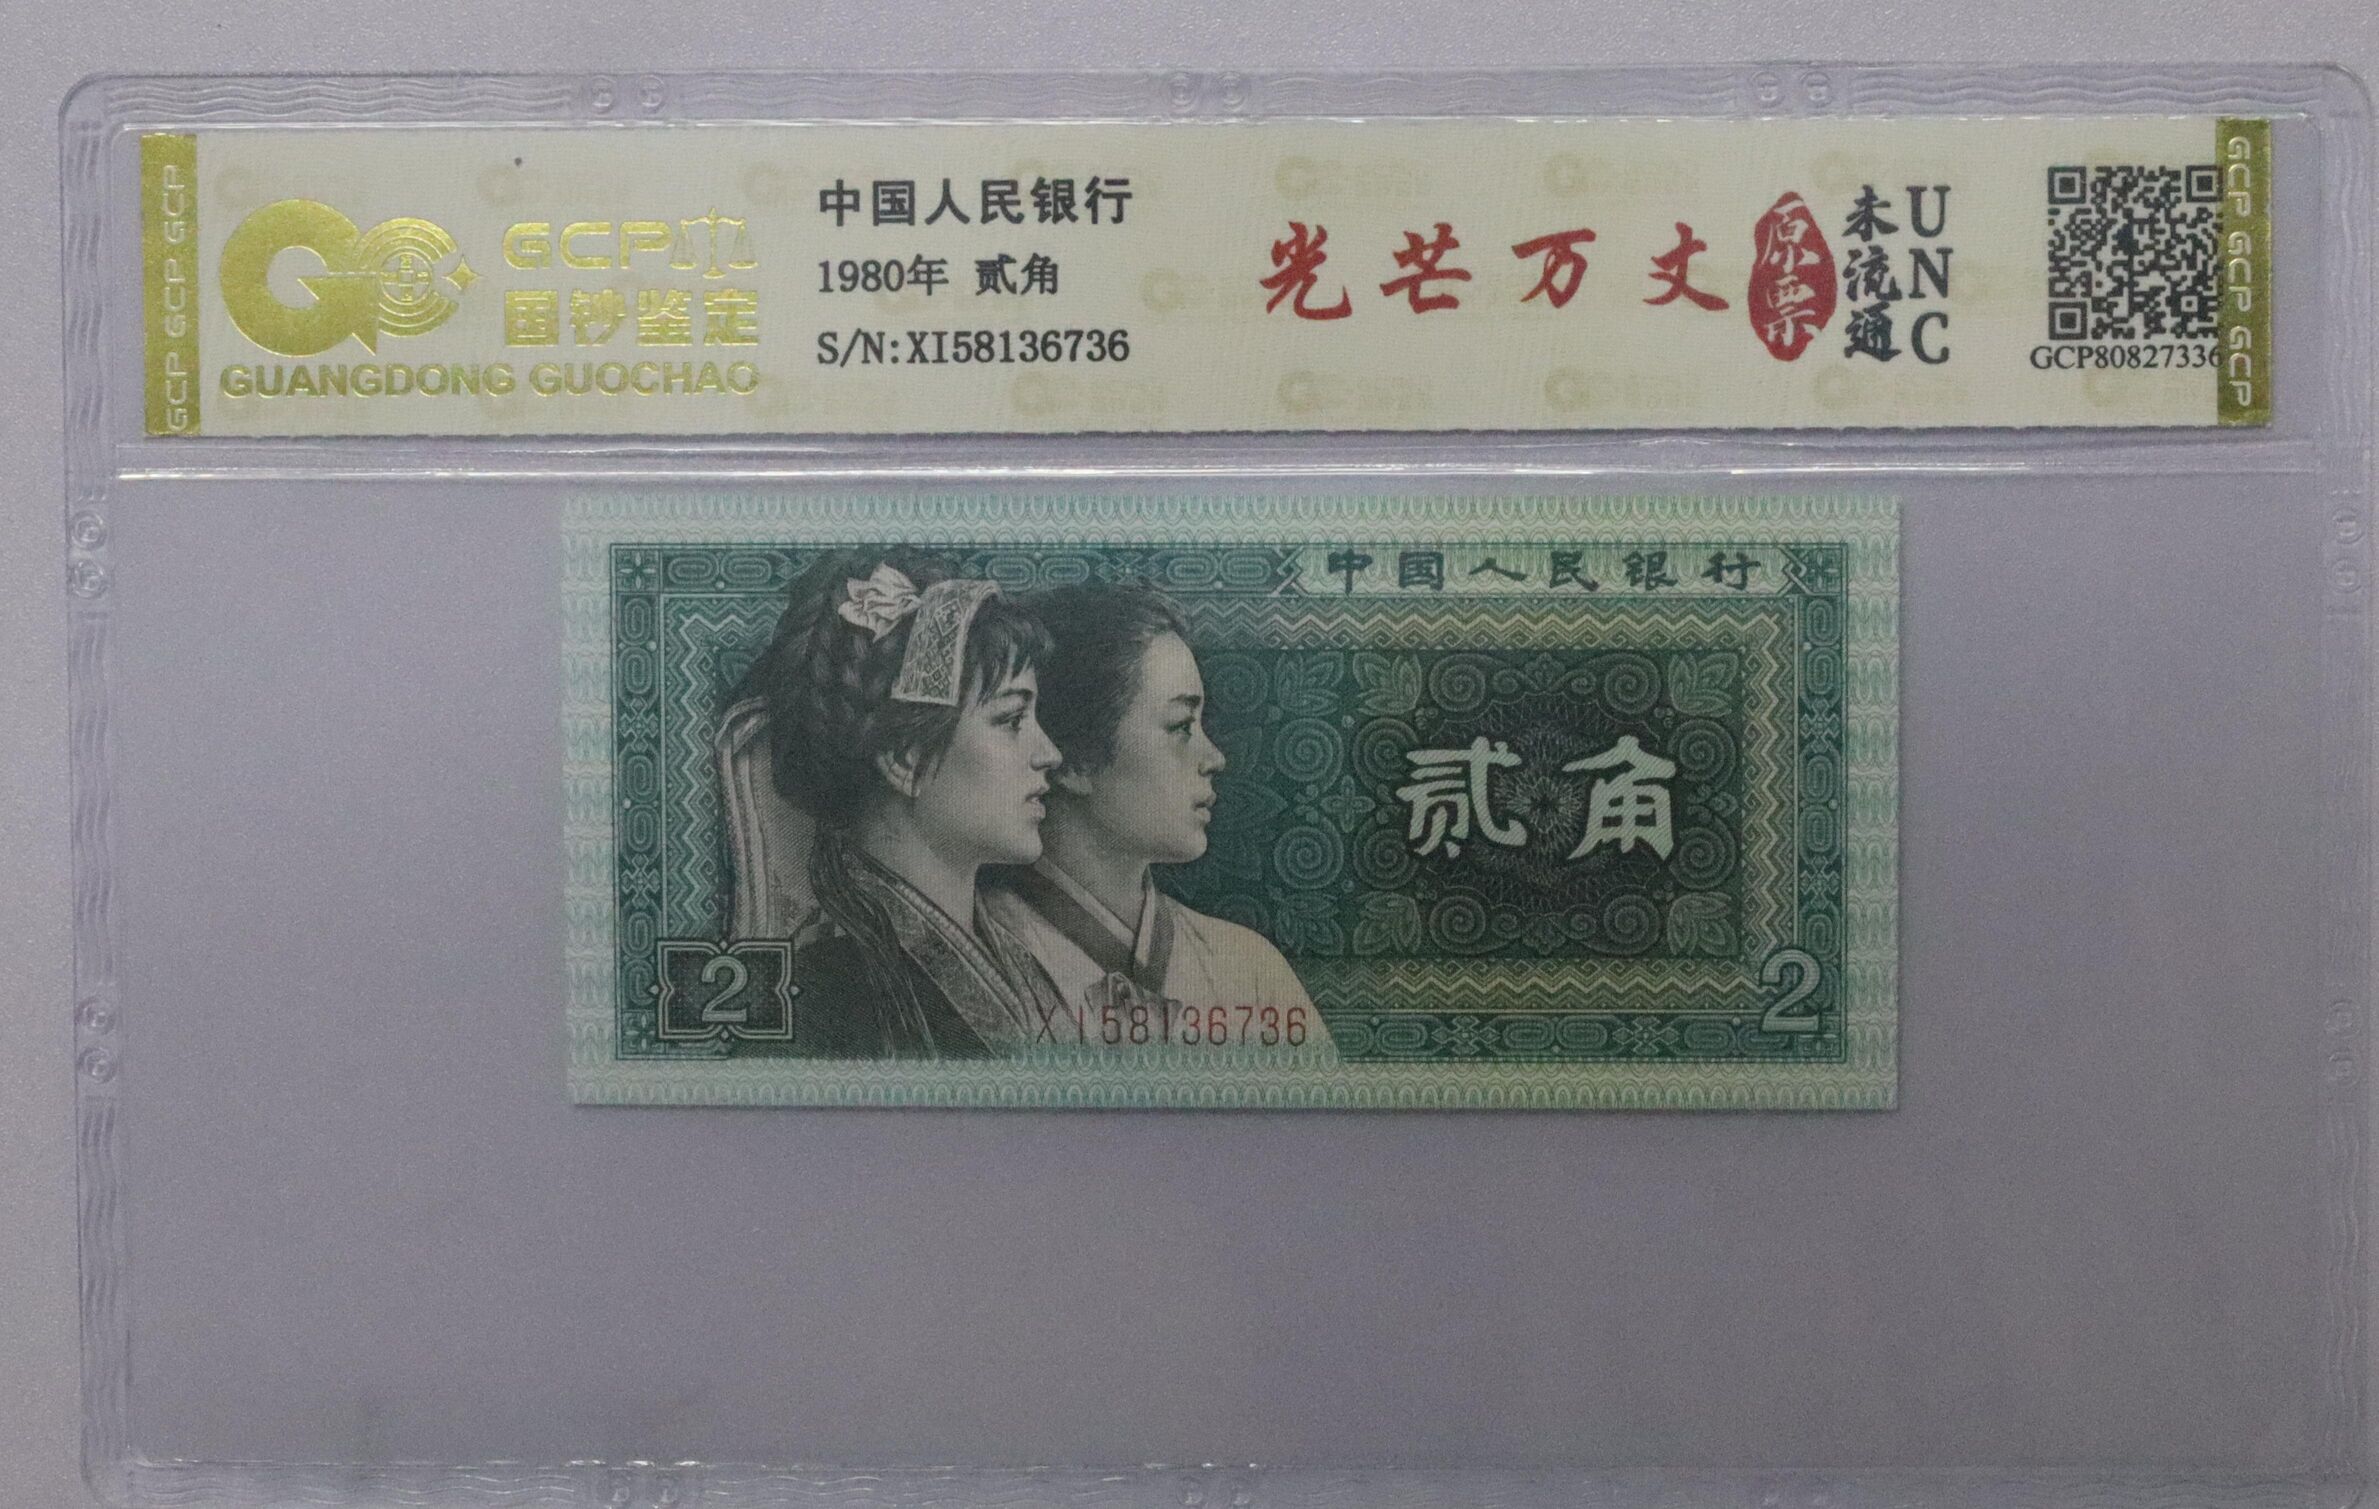 GCP GCP GCP
GCP
国钞鉴定
GUANGDONG GUOCHAO
中国人民银行
1980年 贰角
S/N:XI58136736
光芒万丈
原票
未流通
UNC
GCP80827336
GCP GCP GCP
中国人民银行
贰角
2
XI58136736
2